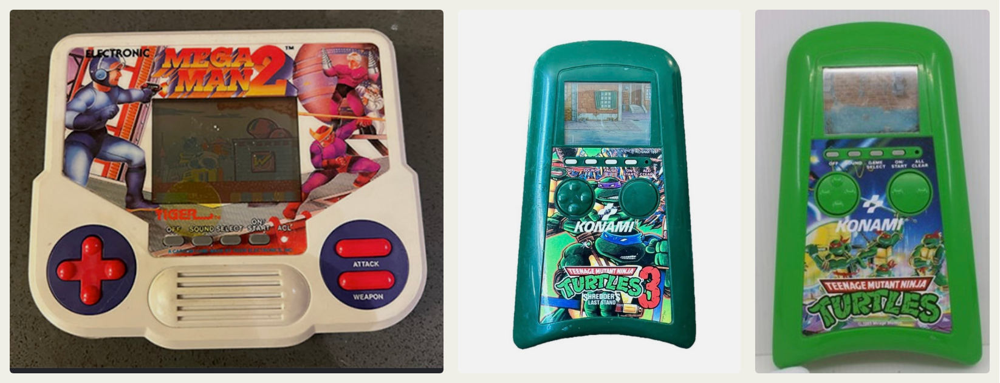 ELECTRONIC
MEGA
MAN 2™
TIGER
OFF SOUND SELECT ON/START ACL
ATTACK
WEAPON
© KONAMI 1991
OFF SOUND PAUSE ON/START ALL CLEAR
KONAMI
TEENAGE MUTANT NINJA
TURTLES 3
SHREDDER'S
LAST STAND
OFF SOUND GAME SELECT ON/START ALL CLEAR
KONAMI
TEENAGE MUTANT NINJA
TURTLES